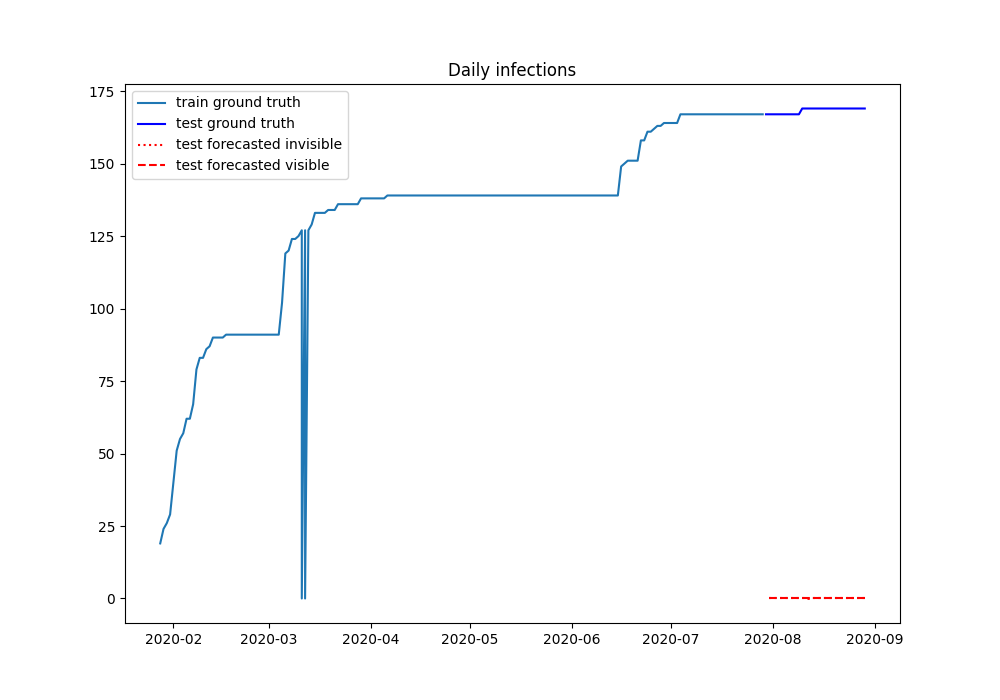 Daily infections
train ground truth
test ground truth
test forecasted invisible
test forecasted visible
175
150
125
100
75
50
25
0
2020-02 2020-03 2020-04 2020-05 2020-06 2020-07 2020-08 2020-09